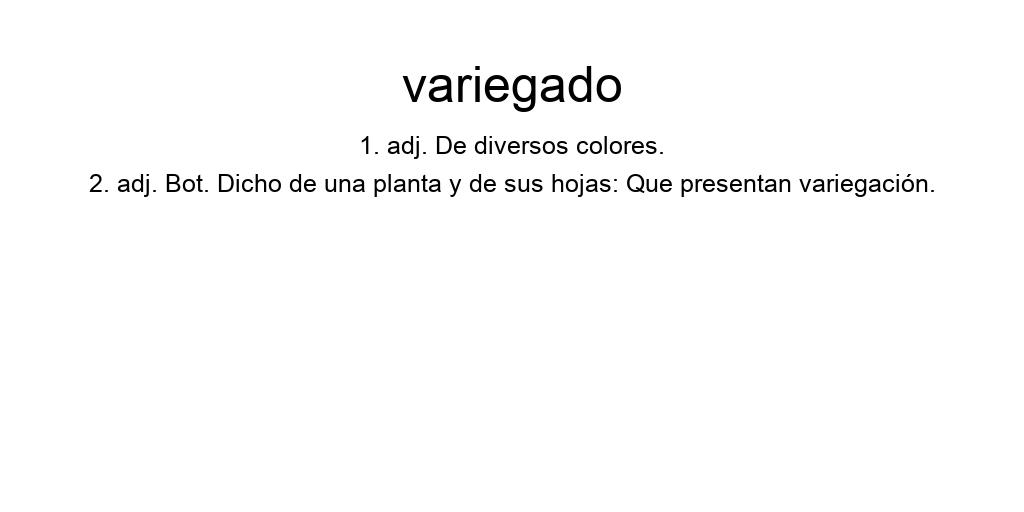 variegado
1. adj. De diversos colores.
2. adj. Bot. Dicho de una planta y de sus hojas: Que presentan variegación.